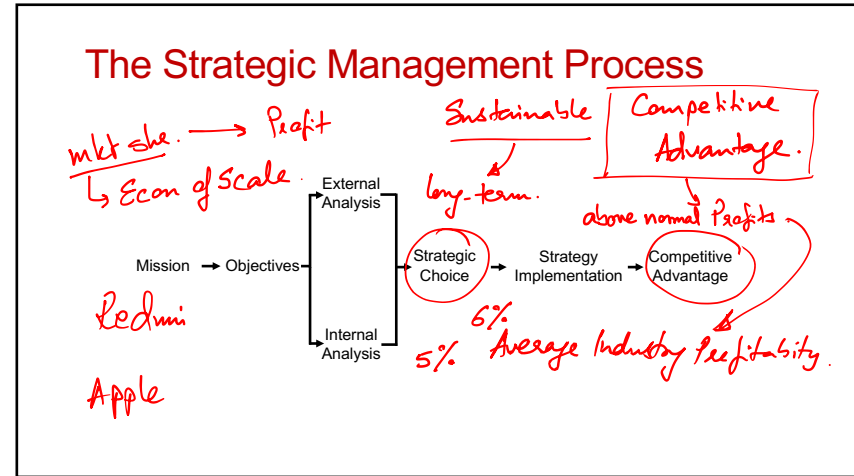 The Strategic Management Process
mkt she. → Profit
↳ Econ of Scale.
Sustainable
long-term.
Competitive
Advantage.
above normal Profits.
External
Analysis
Mission → Objectives
Strategic
Choice
Strategy
Implementation
Competitive
Advantage
Internal
Analysis
Redmi
Apple
5%
6%
Average Industry Profitability.